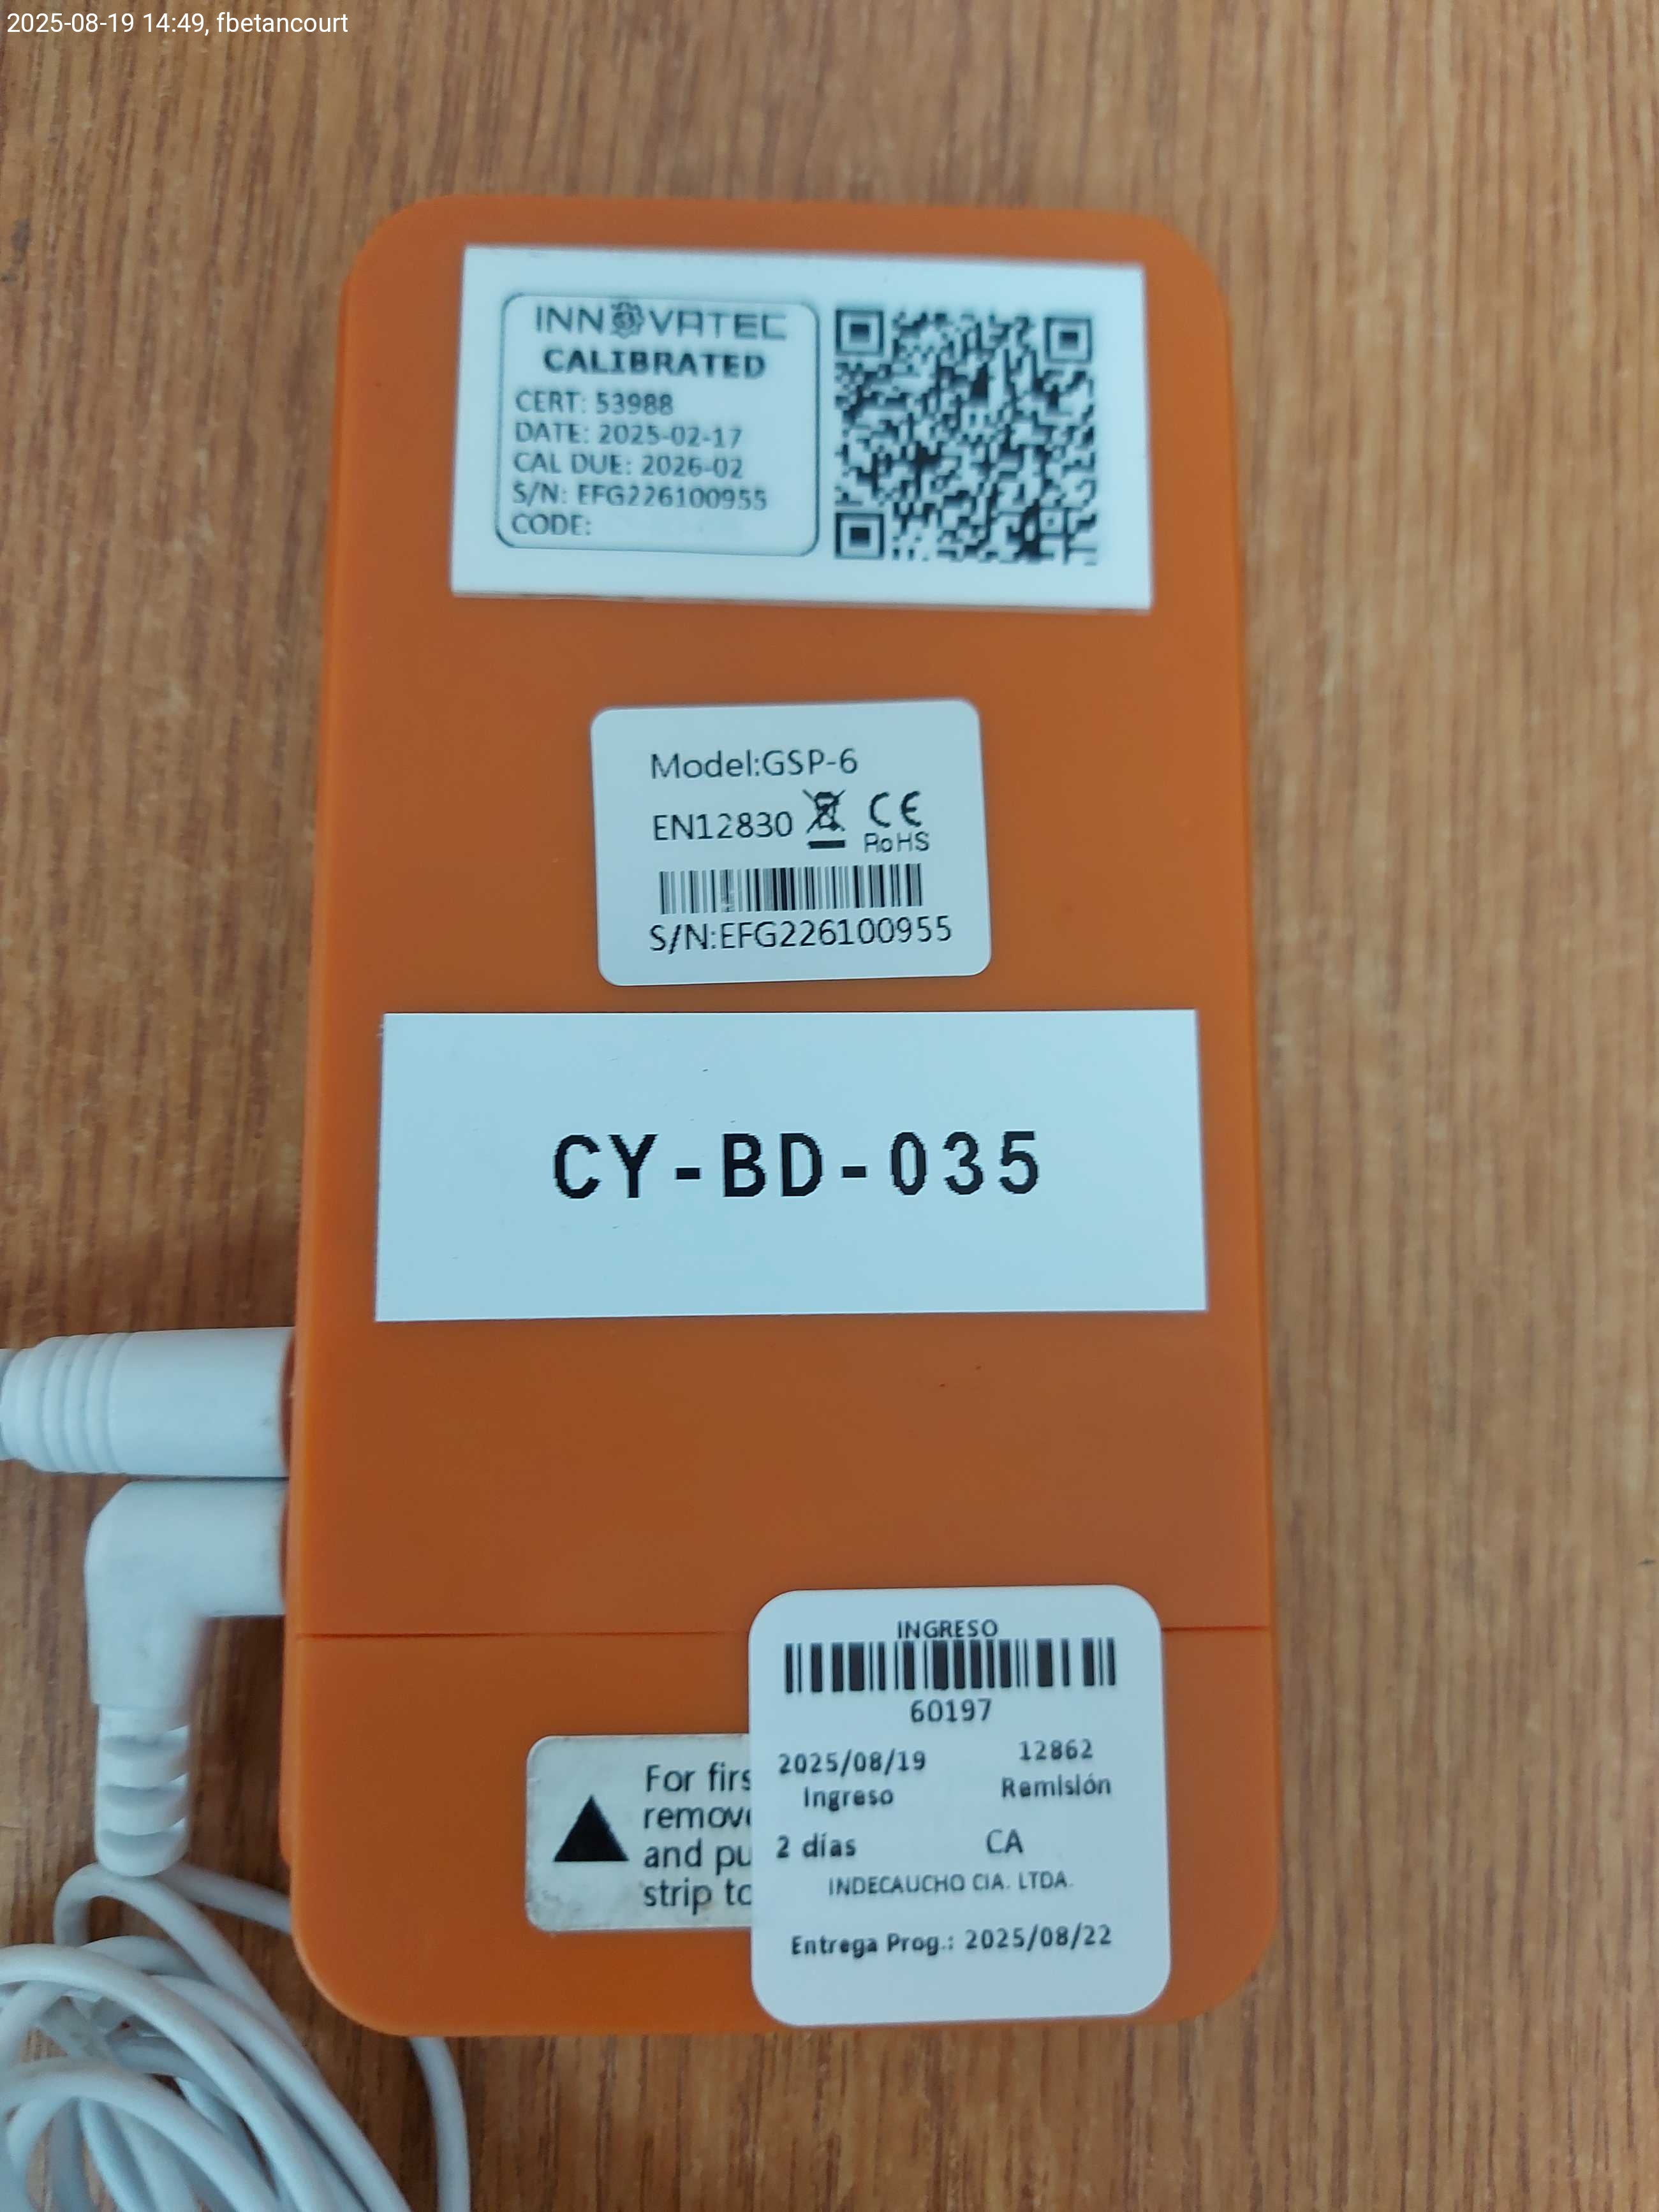 2025-08-19 14:49, fbetancourt
INNOVATEC
CALIBRATED
CERT: 53988
DATE: 2025-02-17
CAL DUE: 2026-02
S/N: EFG226100955
CODE:
Model:GSP-6
EN12830 CE
RoHS
S/N:EFG226100955
CY-BD-035
INGRESO
60197
2025/08/19 12862
Ingreso Remisión
2 días CA
INDECAUCHO CIA. LTDA.
Entrega Prog.: 2025/08/22
For firs
remove
and pu
strip to